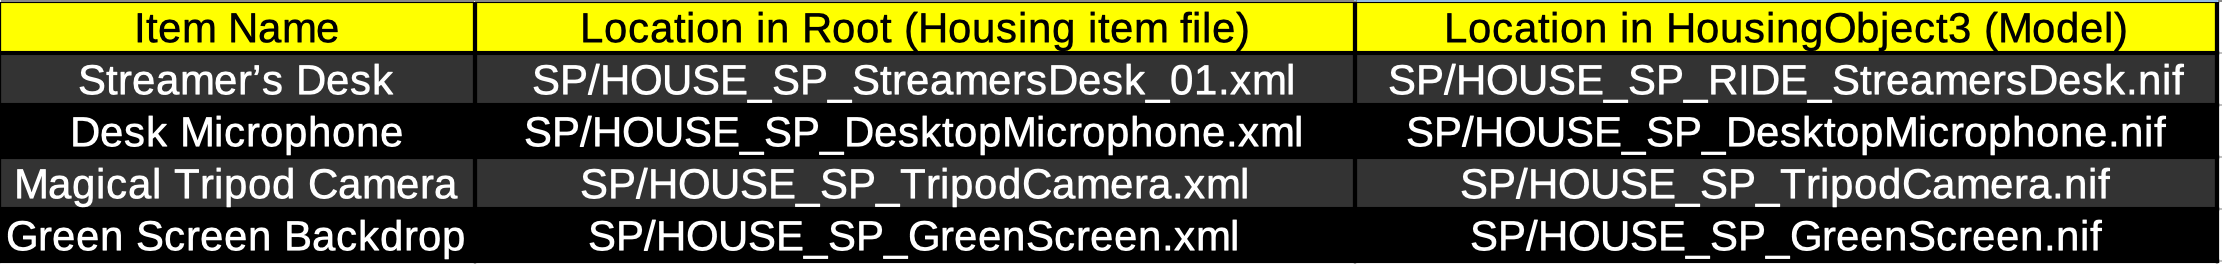 Item Name Location in Root (Housing item file) Location in HousingObject3 (Model)
Streamer’s Desk SP/HOUSE_SP_StreamersDesk_01.xml SP/HOUSE_SP_RIDE_StreamersDesk.nif
Desk Microphone SP/HOUSE_SP_DesktopMicrophone.xml SP/HOUSE_SP_DesktopMicrophone.nif
Magical Tripod Camera SP/HOUSE_SP_TripodCamera.xml SP/HOUSE_SP_TripodCamera.nif
Green Screen Backdrop SP/HOUSE_SP_GreenScreen.xml SP/HOUSE_SP_GreenScreen.nif